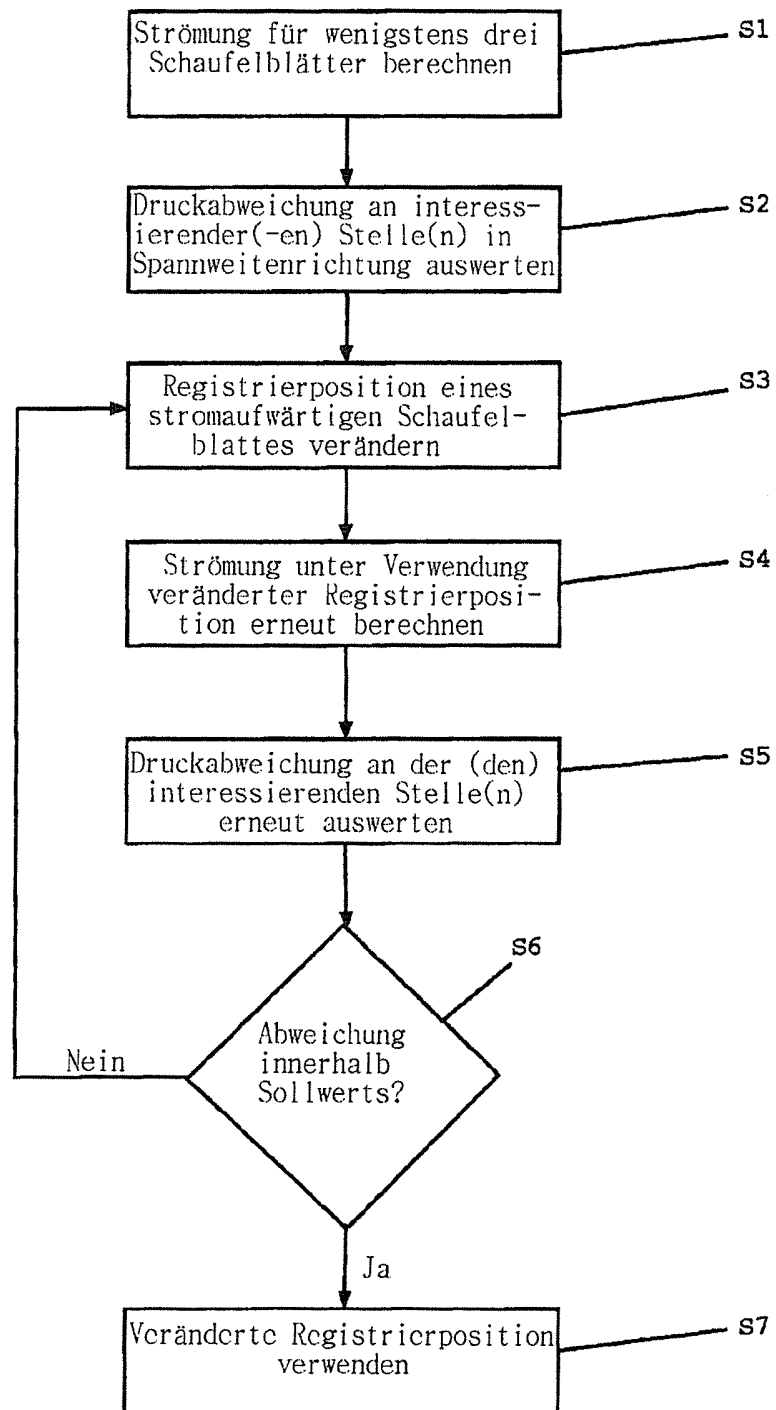 Strömung für wenigstens drei
Schaufelblätter berechnen
S1
Druckabweichung an interess-
ierender(-en) Stelle(n) in
Spannweitenrichtung auswerten
S2
Registrierposition eines
stromaufwärtigen Schaufel-
blattes verändern
S3
Strömung unter Verwendung
veränderter Registrierposi-
tion erneut berechnen
S4
Druckabweichung an der (den)
interessierenden Stelle(n)
erneut auswerten
S5
S6
Abweichung
innerhalb
Sollwerts?
Nein
Ja
Veränderte Registrierposition
verwenden
S7